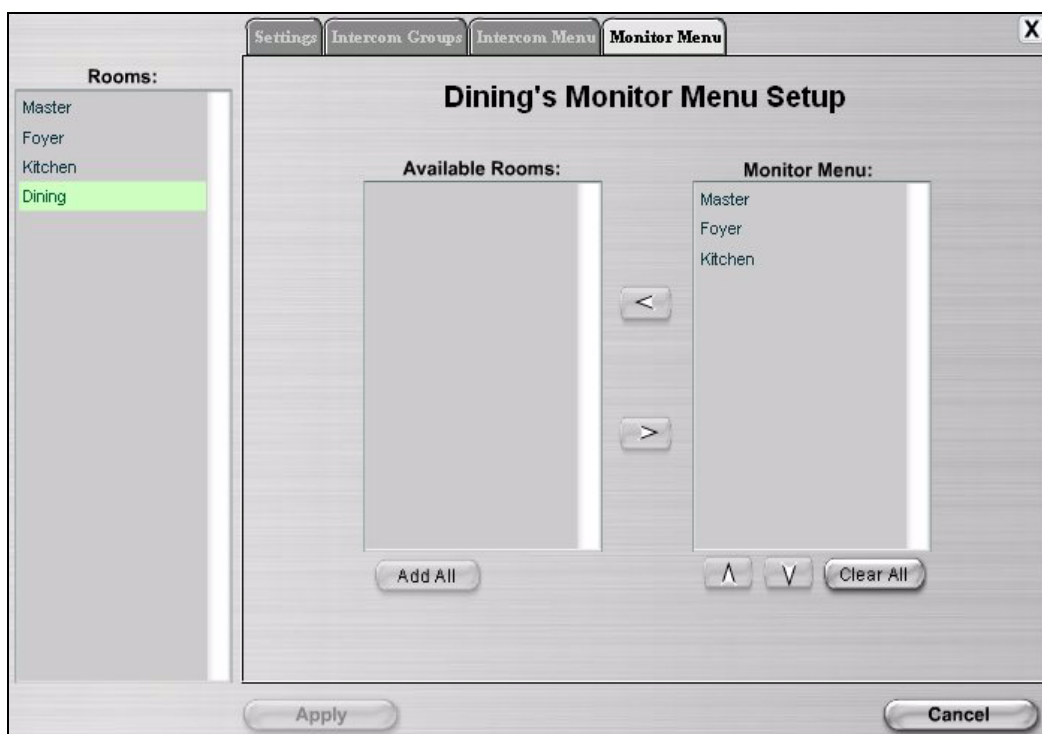 Settings Intercom Groups Intercom Menu Monitor Menu X
Rooms:
Master
Foyer
Kitchen
Dining
Dining's Monitor Menu Setup
Available Rooms:
Monitor Menu:
Master
Foyer
Kitchen
<
>
Add All
Λ V Clear All
Apply Cancel